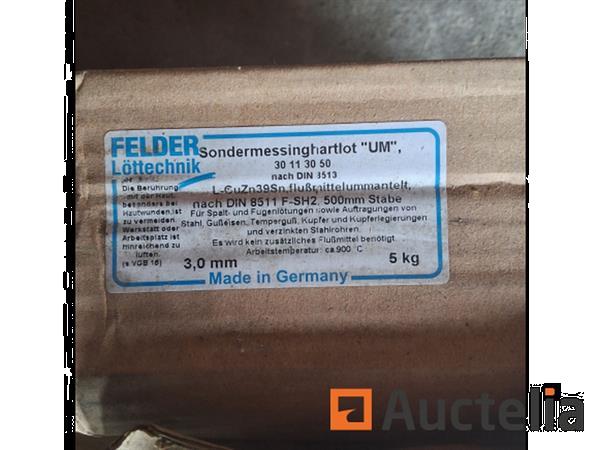 FELDER
Löttechnik
Die Berührung
mit der Haut
besonders bei
Hautwunden, ist
zu vermeiden.
Werkstatt oder
Arbeitsplatz ist
hinreichend zu
lüften.
(s VGB 15)
Sondermessinghartlot "UM",
30 11 30 50
nach DIN 8513
L-CuZn39Sn, flußmittelummantelt,
nach DIN 8511 F-SH2, 500mm Stäbe
Für Spalt- und Fugenlötungen sowie Auftragungen von
Stahl, Gußeisen, Temperguß, Kupfer und Kupferlegierungen
und verzinkten Stahlrohren.
Es wird kein zusätzliches Flußmittel benötigt.
Arbeitstemperatur: ca. 900 °C
3,0 mm 5 kg
Made in Germany
Auctelia